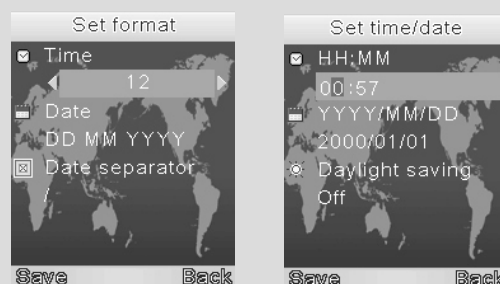 Set format
Time
12
Date
DD MM YYYY
Date separator
/
Save Back
Set time/date
HH:MM
00:57
YYYY/MM/DD
2000/01/01
Daylight saving
Off
Save Back